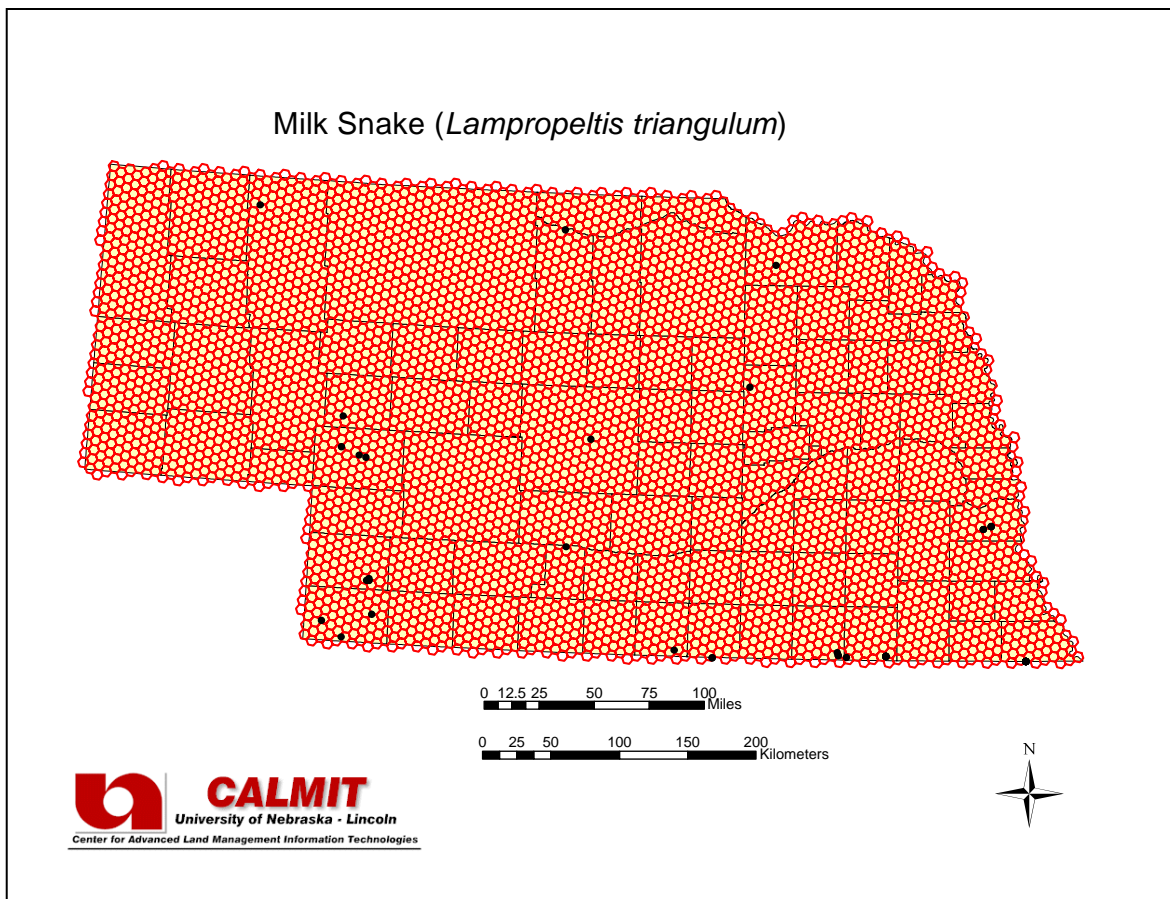 Milk Snake (Lampropeltis triangulum)
0 12.5 25 50 75 100
Miles
0 25 50 100 150 200
Kilometers
N
CALMIT
University of Nebraska - Lincoln
Center for Advanced Land Management Information Technologies